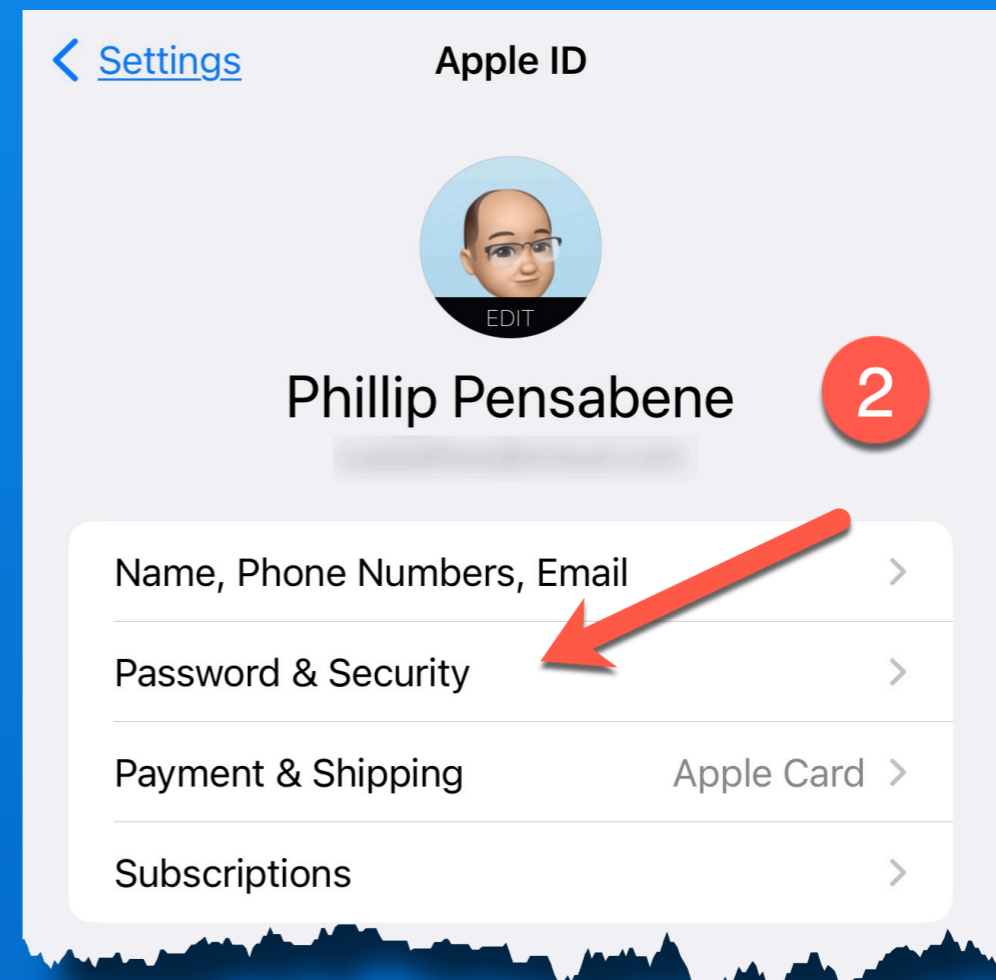 Settings
Apple ID
EDIT
Phillip Pensabene
2
Name, Phone Numbers, Email
Password & Security
Payment & Shipping Apple Card
Subscriptions